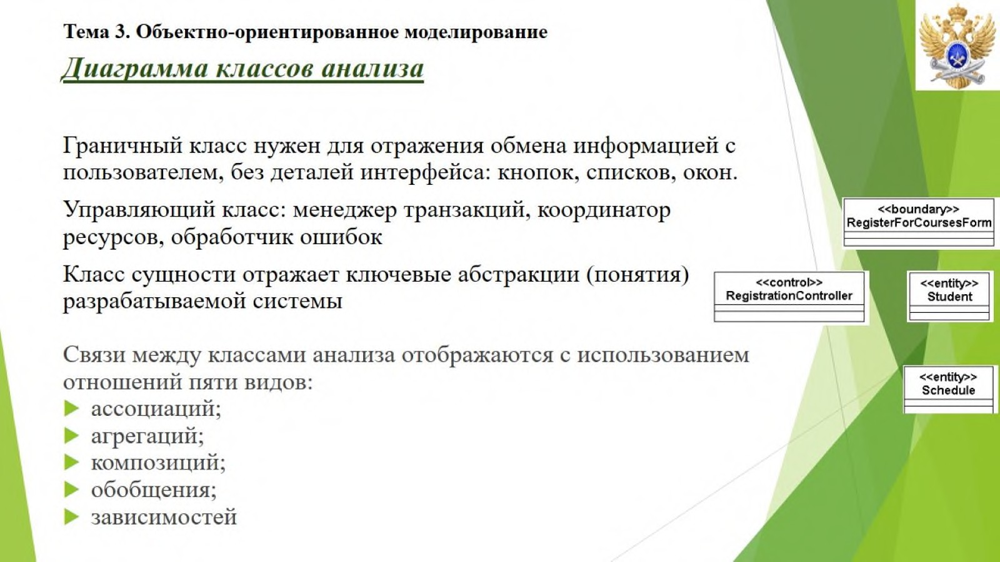 Тема 3. Объектно-ориентированное моделирование
Диаграмма классов анализа
Граничный класс нужен для отражения обмена информацией с
пользователем, без деталей интерфейса: кнопок, списков, окон.
Управляющий класс: менеджер транзакций, координатор
ресурсов, обработчик ошибок
Класс сущности отражает ключевые абстракции (понятия)
разрабатываемой системы
Связи между классами анализа отображаются с использованием
отношений пяти видов:
ассоциаций;
агрегаций;
композиций;
обобщения;
зависимостей
<<boundary>>
RegisterForCoursesForm
<<control>>
RegistrationController
<<entity>>
Student
<<entity>>
Schedule